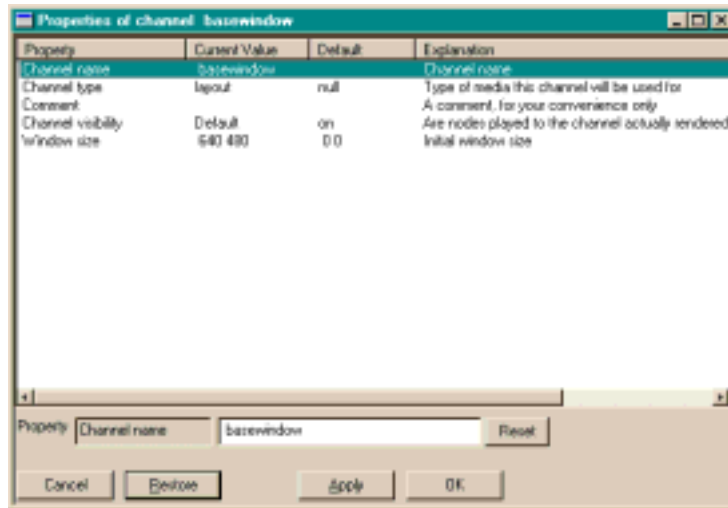 Properties of channel basewindow
Property Current Value Default Explanation
Channel name basewindow Channel name
Channel type layout null Type of media this channel will be used for
Comment A comment, for your convenience only
Channel visibility Default on Are nodes played to the channel actually rendered
Window size 640 480 0 0 Initial window size
Property Channel name basewindow Reset
Cancel Restore Apply OK